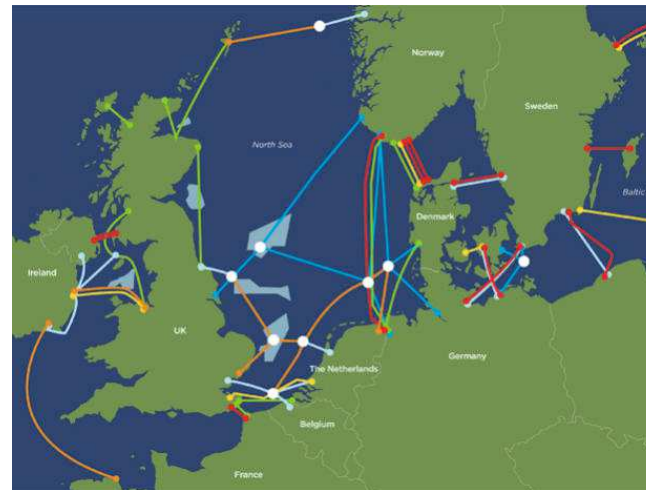 Norway
Sweden
North Sea
Baltic
Denmark
Ireland
UK
The Netherlands
Germany
Belgium
France